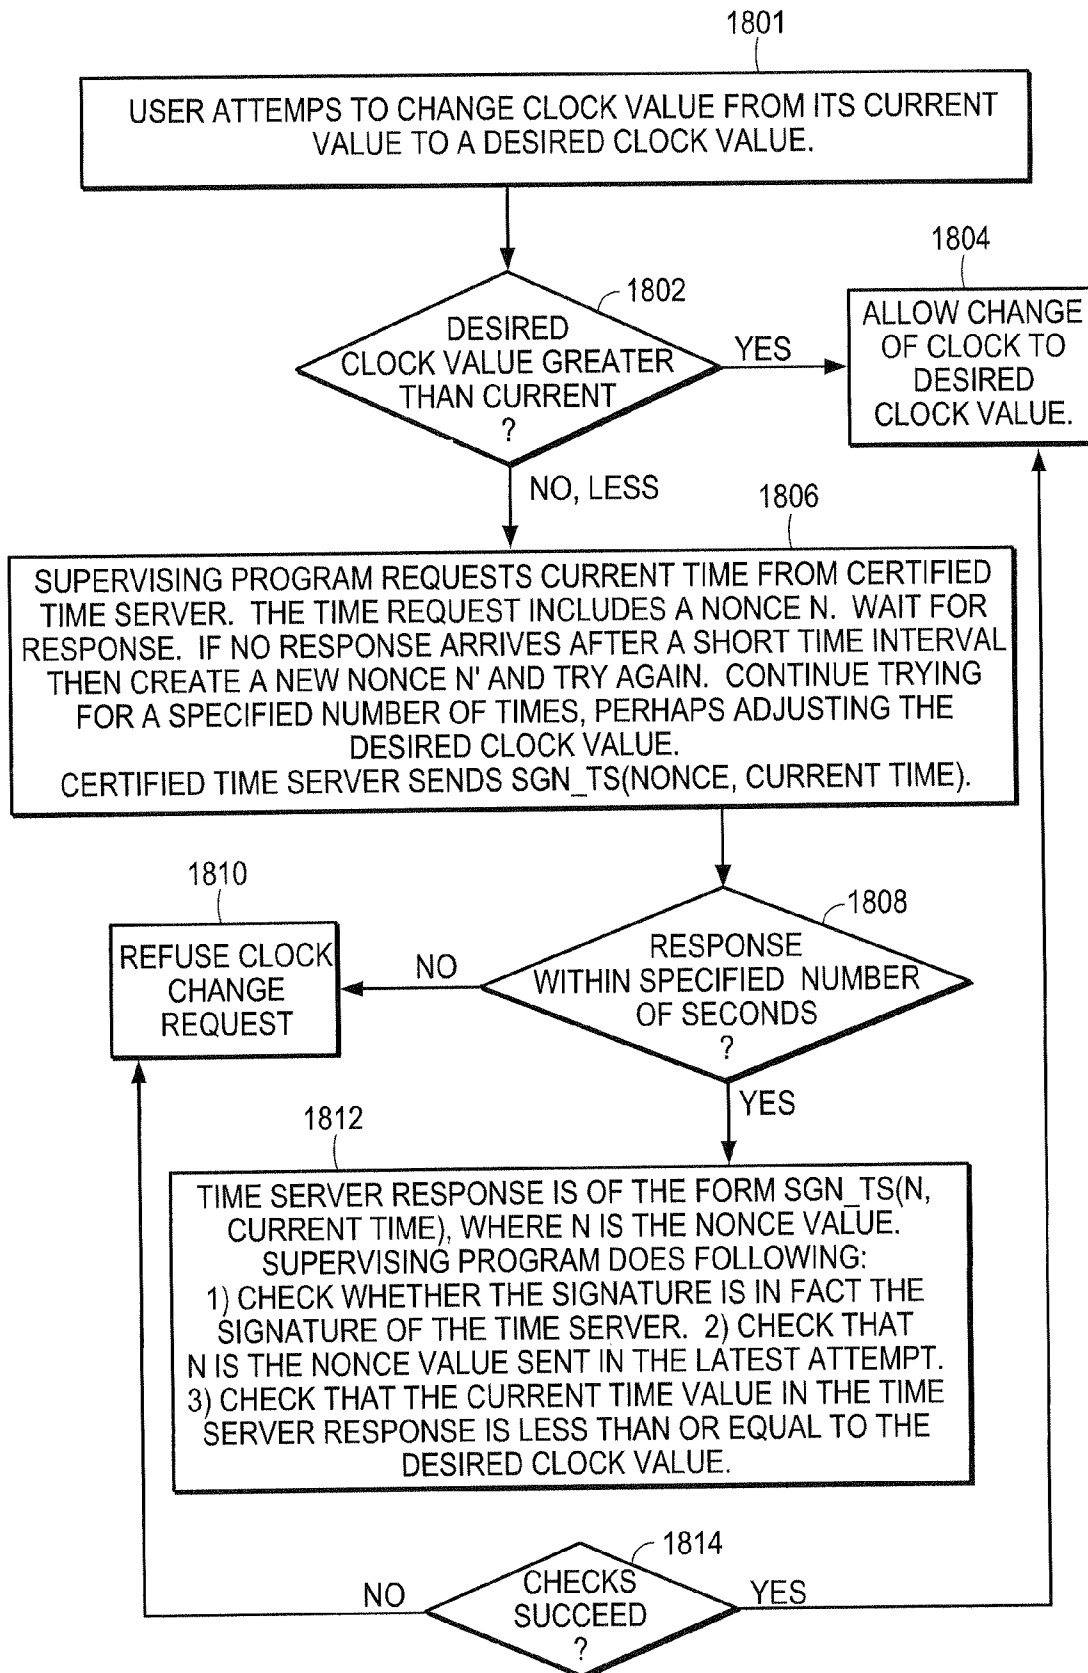 1801
USER ATTEMPS TO CHANGE CLOCK VALUE FROM ITS CURRENT
VALUE TO A DESIRED CLOCK VALUE.
1802
DESIRED
CLOCK VALUE GREATER
THAN CURRENT
?
YES
1804
ALLOW CHANGE
OF CLOCK TO
DESIRED
CLOCK VALUE.
NO, LESS
1806
SUPERVISING PROGRAM REQUESTS CURRENT TIME FROM CERTIFIED
TIME SERVER. THE TIME REQUEST INCLUDES A NONCE N. WAIT FOR
RESPONSE. IF NO RESPONSE ARRIVES AFTER A SHORT TIME INTERVAL
THEN CREATE A NEW NONCE N' AND TRY AGAIN. CONTINUE TRYING
FOR A SPECIFIED NUMBER OF TIMES, PERHAPS ADJUSTING THE
DESIRED CLOCK VALUE.
CERTIFIED TIME SERVER SENDS SGN_TS(NONCE, CURRENT TIME).
1808
RESPONSE
WITHIN SPECIFIED NUMBER
OF SECONDS
?
NO
1810
REFUSE CLOCK
CHANGE
REQUEST
YES
1812
TIME SERVER RESPONSE IS OF THE FORM SGN_TS(N,
CURRENT TIME), WHERE N IS THE NONCE VALUE.
SUPERVISING PROGRAM DOES FOLLOWING:
1) CHECK WHETHER THE SIGNATURE IS IN FACT THE
SIGNATURE OF THE TIME SERVER. 2) CHECK THAT
N IS THE NONCE VALUE SENT IN THE LATEST ATTEMPT.
3) CHECK THAT THE CURRENT TIME VALUE IN THE TIME
SERVER RESPONSE IS LESS THAN OR EQUAL TO THE
DESIRED CLOCK VALUE.
1814
CHECKS
SUCCEED
?
NO
YES